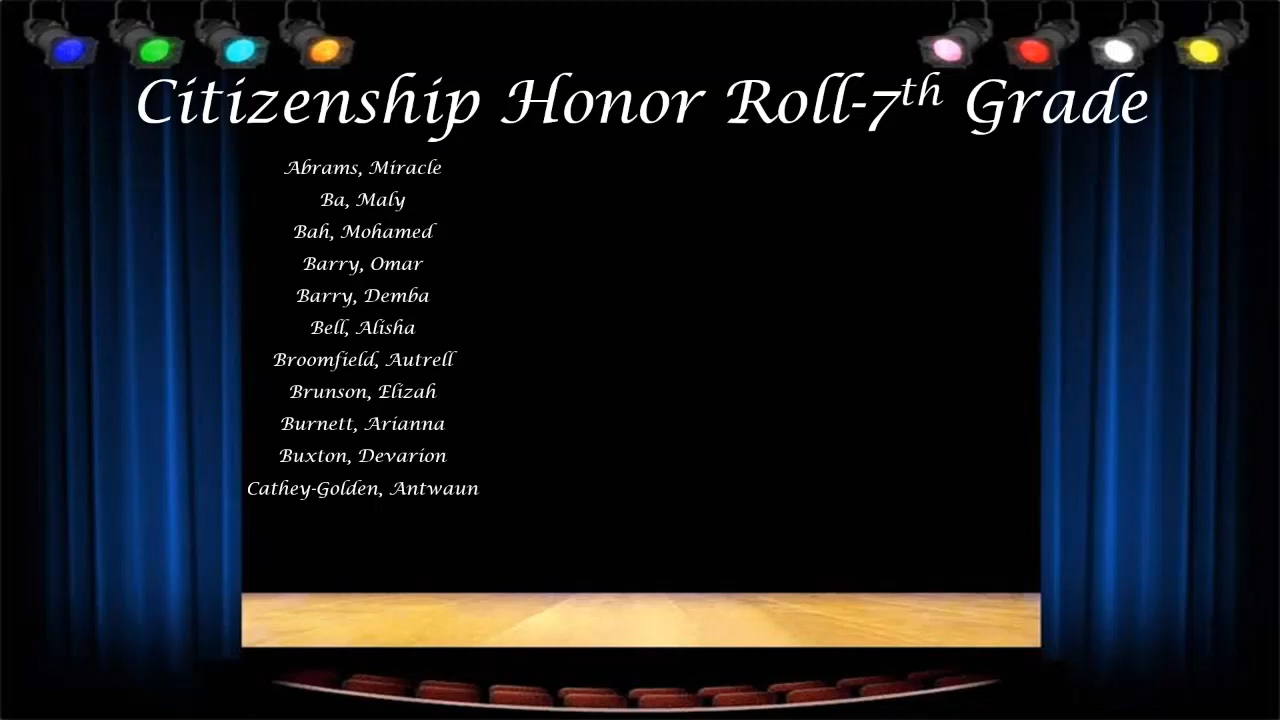 Citizenship Honor Roll-7th Grade
Abrams, Miracle
Ba, Maly
Bah, Mohamed
Barry, Omar
Barry, Demba
Bell, Alisha
Broomfield, Autrell
Brunson, Elizah
Burnett, Arianna
Buxton, Devarion
Cathey-Golden, Antwaun